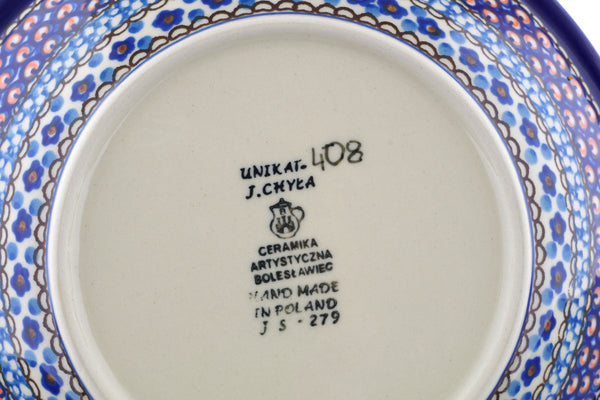 UNIKAT-408
J.CHYŁA
CERAMIKA
ARTYSTYCZNA
BOLESŁAWIEC
HAND MADE
IN POLAND
J S - 279